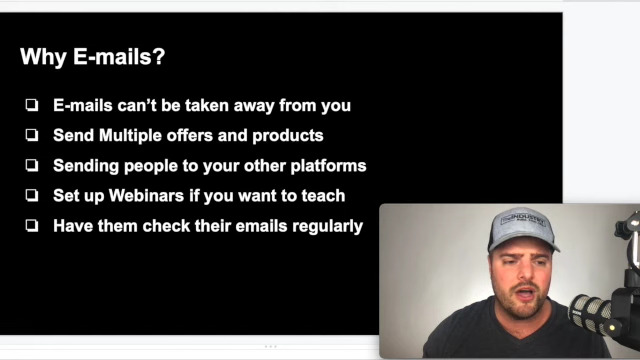 Why E-mails?
E-mails can't be taken away from you
Send Multiple offers and products
Sending people to your other platforms
Set up Webinars if you want to teach
Have them check their emails regularly